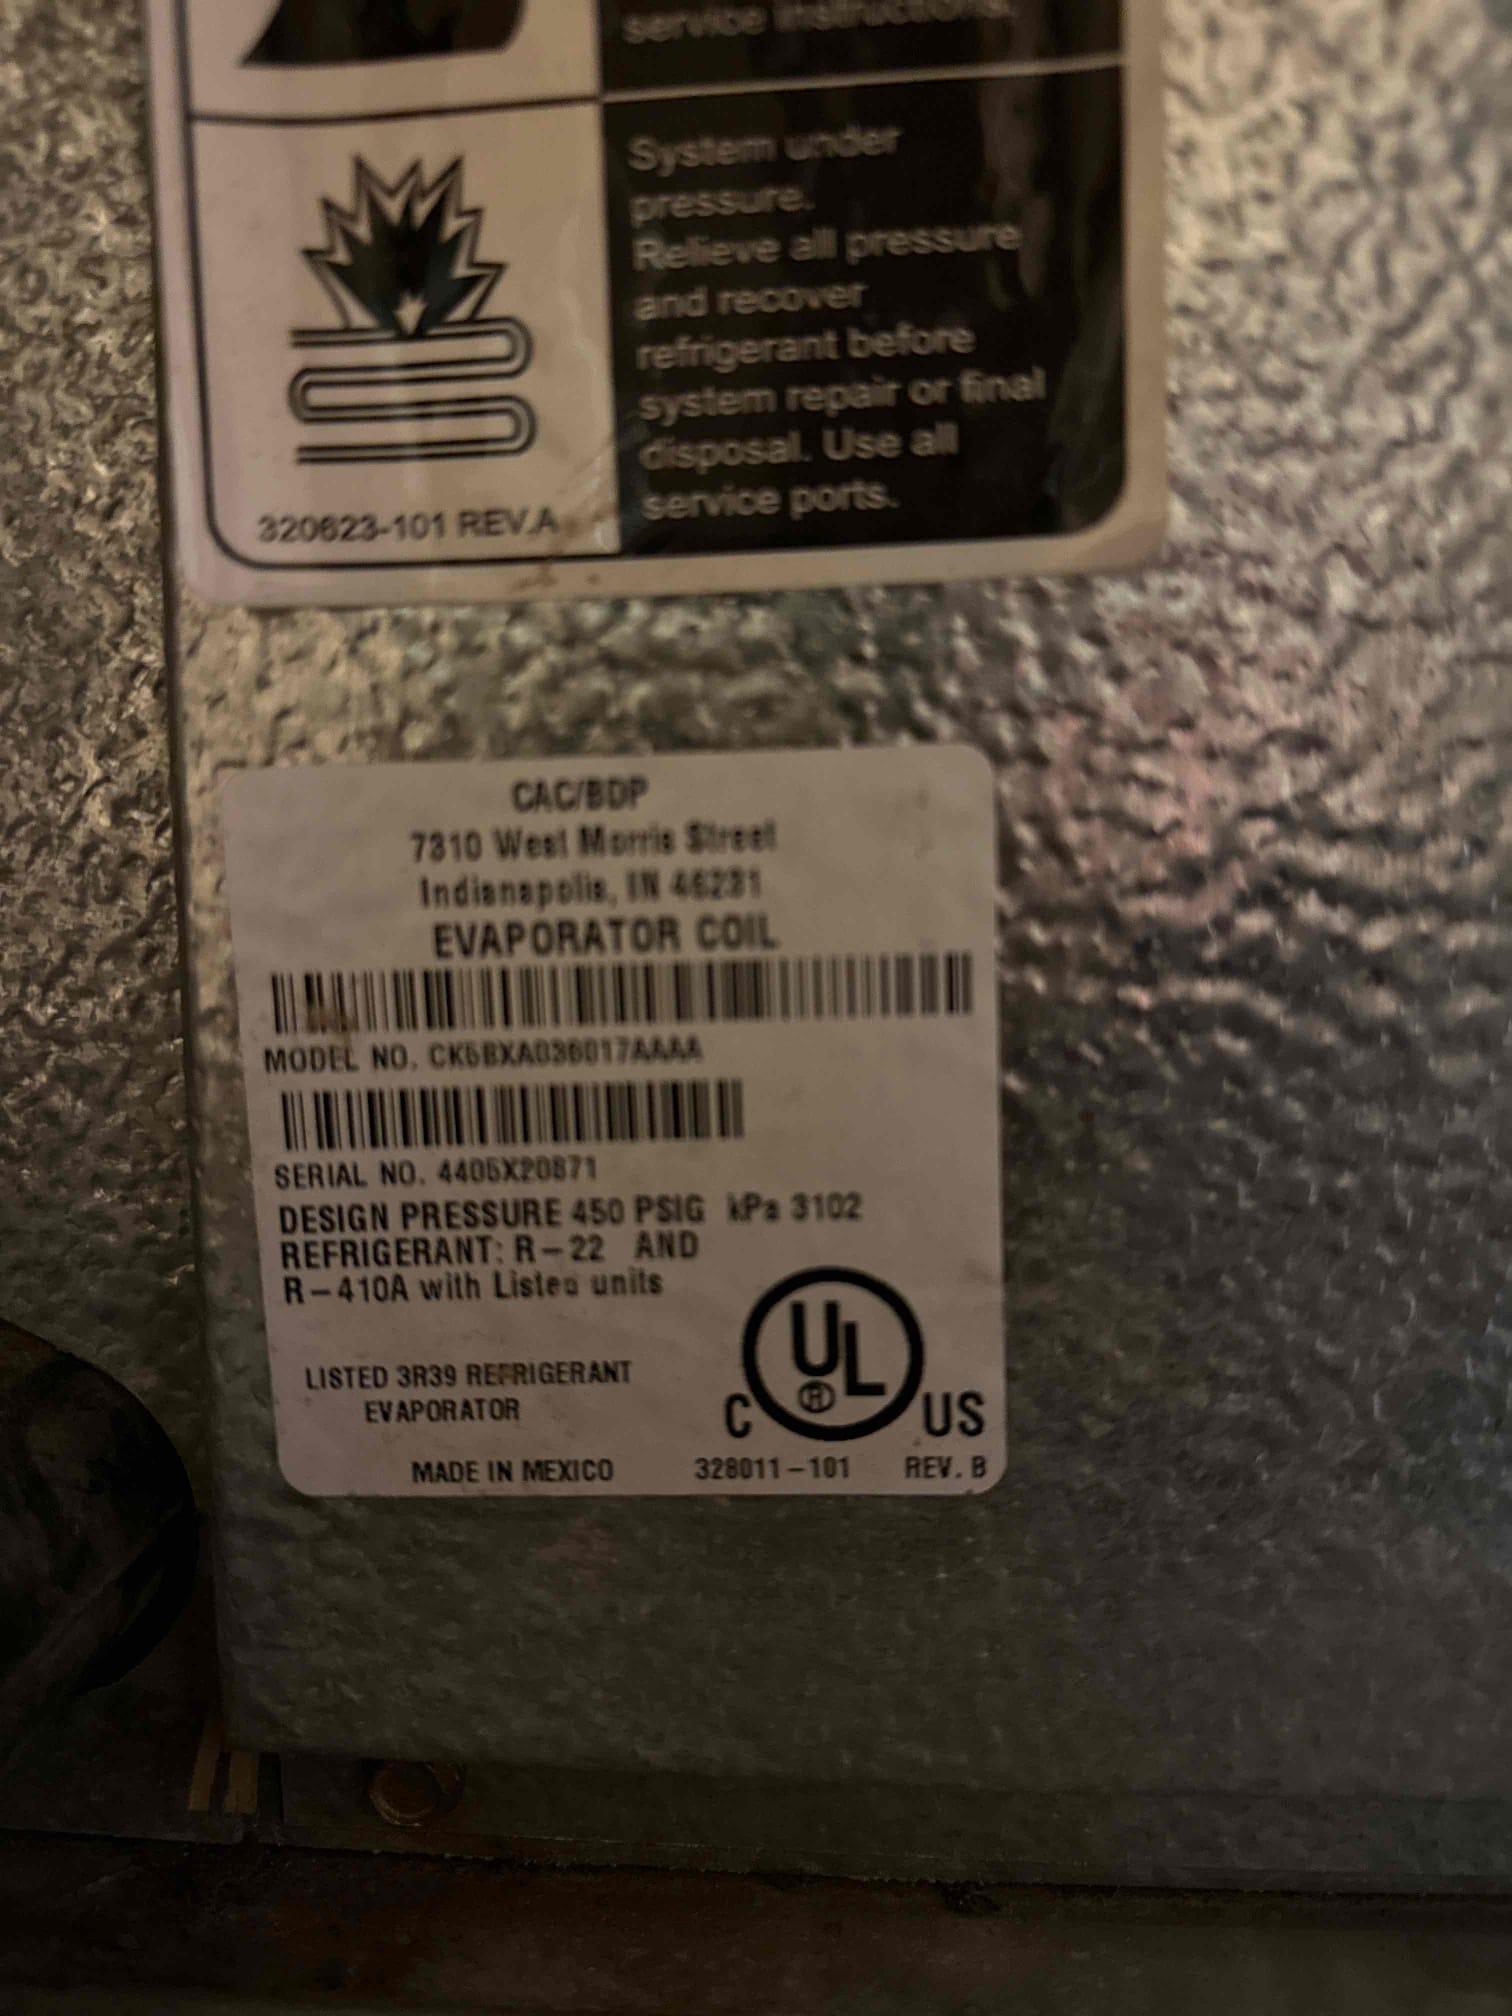 service instructions.
System under
pressure.
Relieve all pressure
and recover
refrigerant before
system repair or final
disposal. Use all
service ports.
320623-101 REV.A
CAC/BDP
7310 West Morris Street
Indianapolis, IN 46231
EVAPORATOR COIL
MODEL NO. CK5BXA036017AAAA
SERIAL NO. 4405X20871
DESIGN PRESSURE 450 PSIG kPa 3102
REFRIGERANT: R-22 AND
R-410A with Listed units
LISTED 3R39 REFRIGERANT
EVAPORATOR
C UL ® US
MADE IN MEXICO 328011-101 REV. B